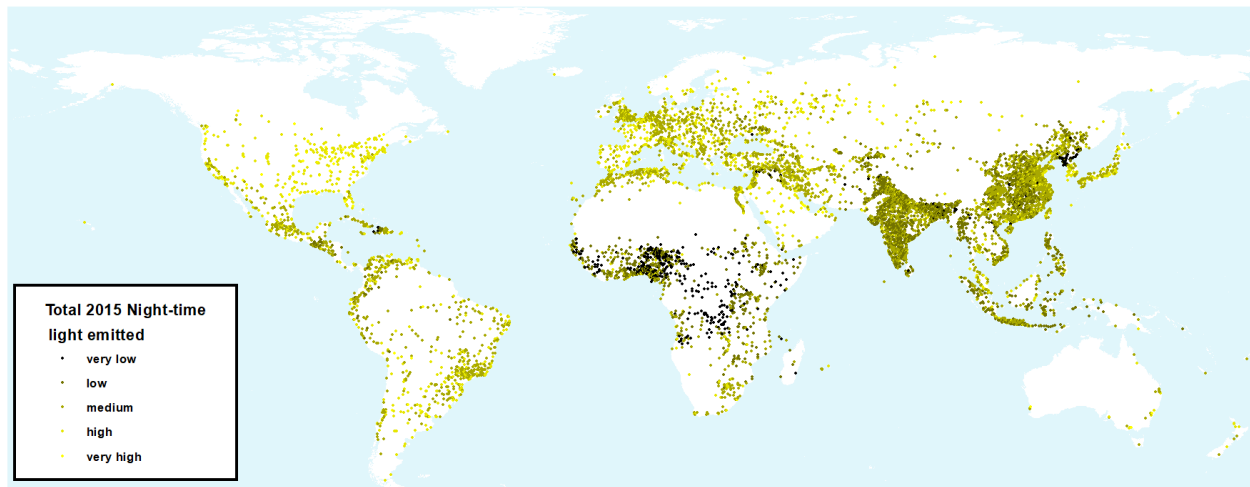 Total 2015 Night-time
light emitted
very low
low
medium
high
very high